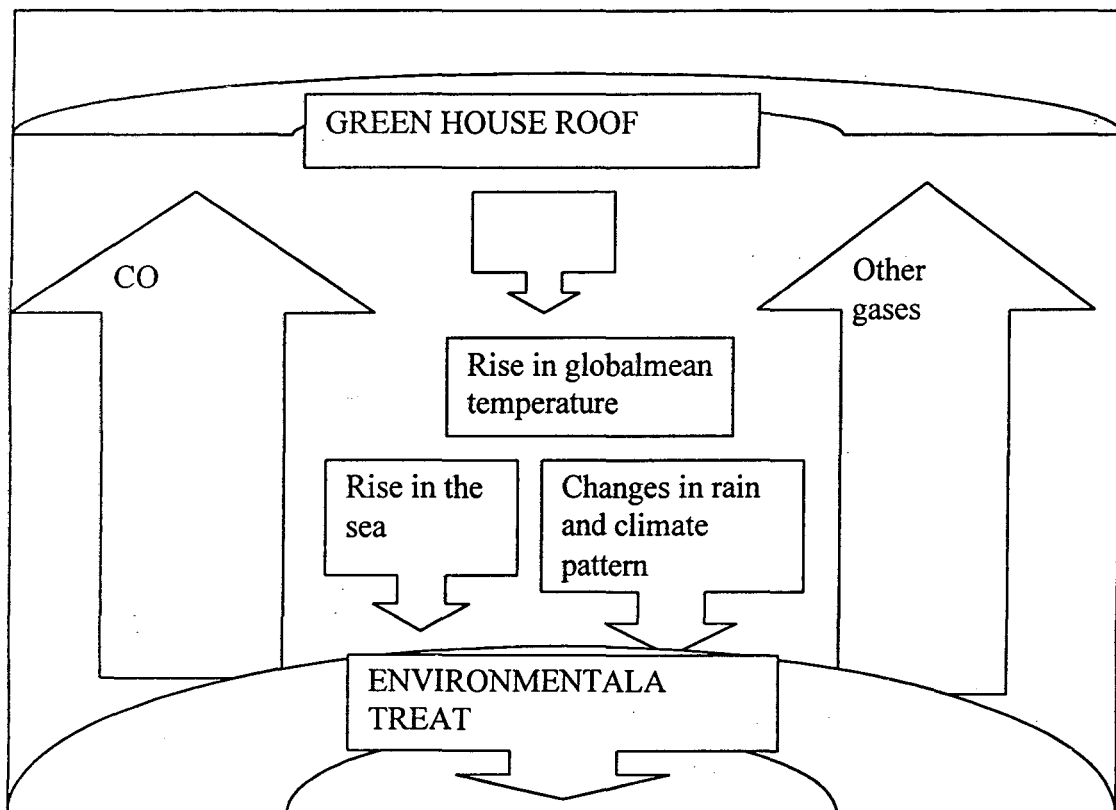 GREEN HOUSE ROOF
CO
Other
gases
Rise in globalmean
temperature
Rise in the
sea
Changes in rain
and climate
pattern
ENVIRONMENTALA
TREAT